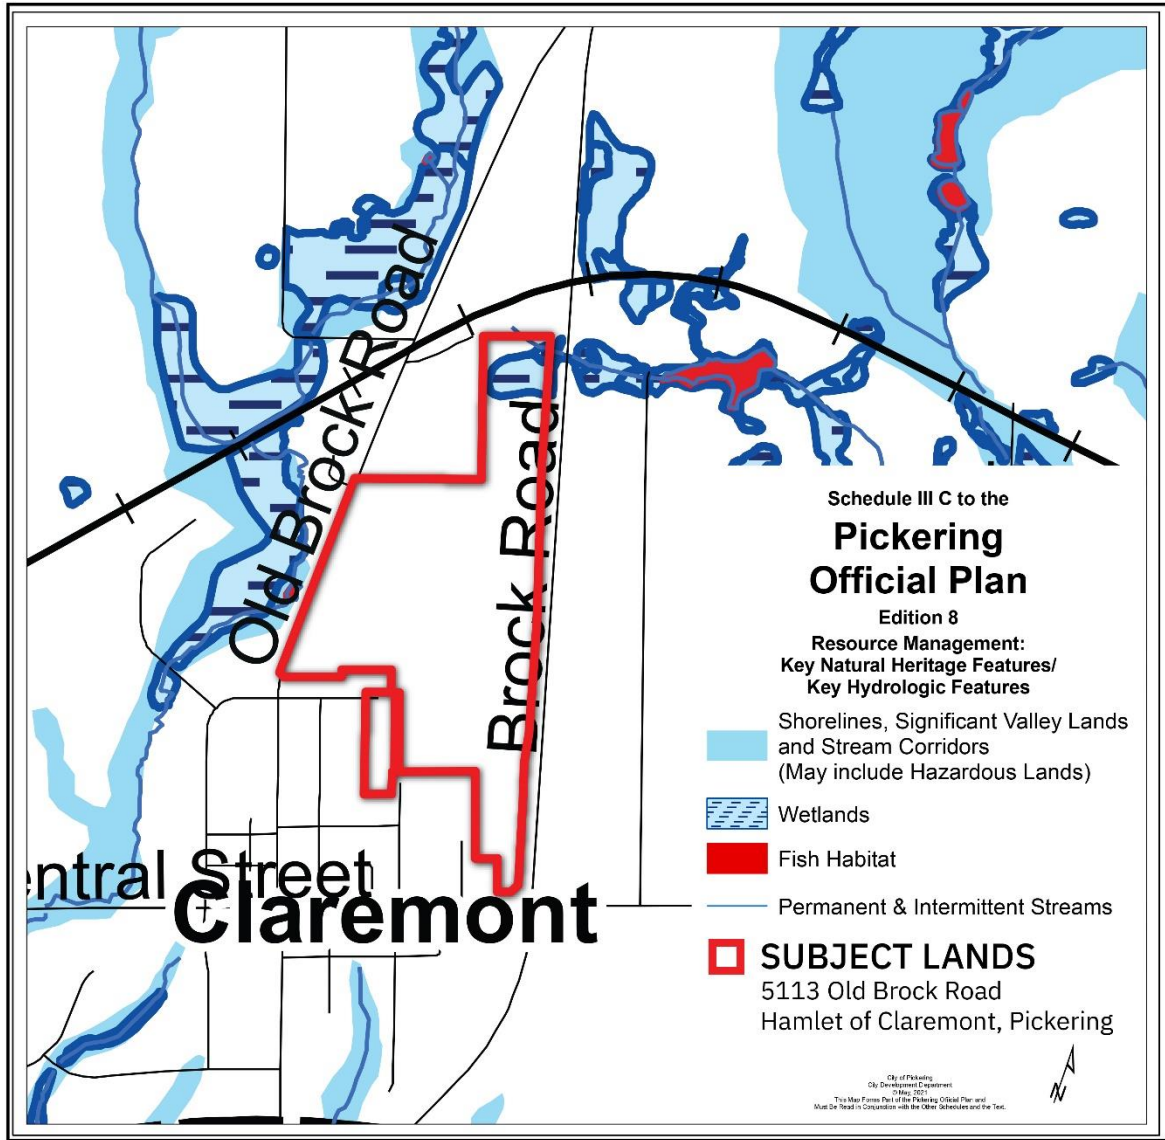 Old Brock Road
Brock Road
entral Street
Claremont
Schedule III C to the
Pickering
Official Plan
Edition 8
Resource Management:
Key Natural Heritage Features/
Key Hydrologic Features
Shorelines, Significant Valley Lands
and Stream Corridors
(May include Hazardous Lands)
Wetlands
Fish Habitat
Permanent & Intermittent Streams
SUBJECT LANDS
5113 Old Brock Road
Hamlet of Claremont, Pickering
N
City of Pickering
City Development Department
© May, 2021
This Map Forms Part of the Pickering Official Plan and
Must Be Read in Conjunction with the Other Schedules and the Text.